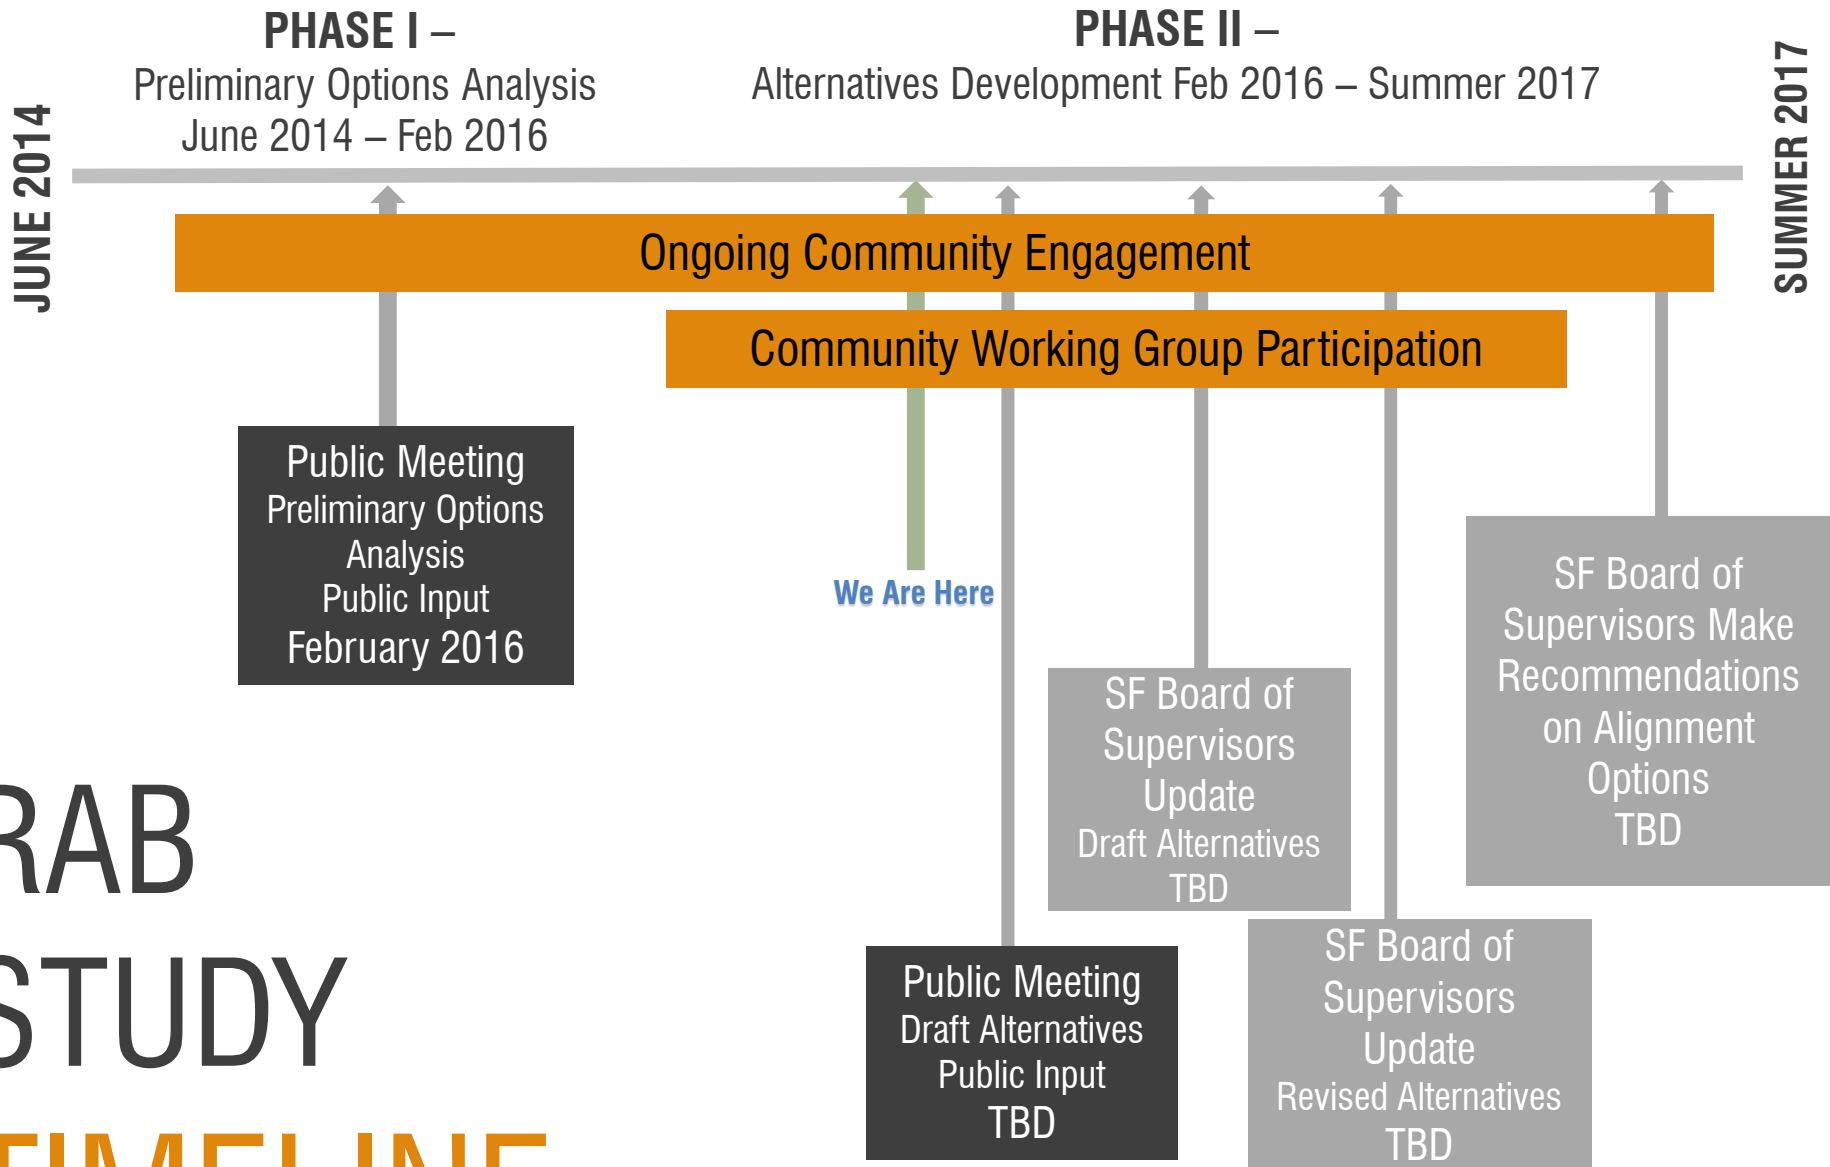 PHASE I –
Preliminary Options Analysis
June 2014 – Feb 2016
PHASE II –
Alternatives Development Feb 2016 – Summer 2017
JUNE 2014
SUMMER 2017
Ongoing Community Engagement
Community Working Group Participation
Public Meeting
Preliminary Options
Analysis
Public Input
February 2016
We Are Here
Public Meeting
Draft Alternatives
Public Input
TBD
SF Board of
Supervisors
Update
Draft Alternatives
TBD
SF Board of
Supervisors
Update
Revised Alternatives
TBD
SF Board of
Supervisors Make
Recommendations
on Alignment
Options
TBD
RAB
STUDY
TIMELINE